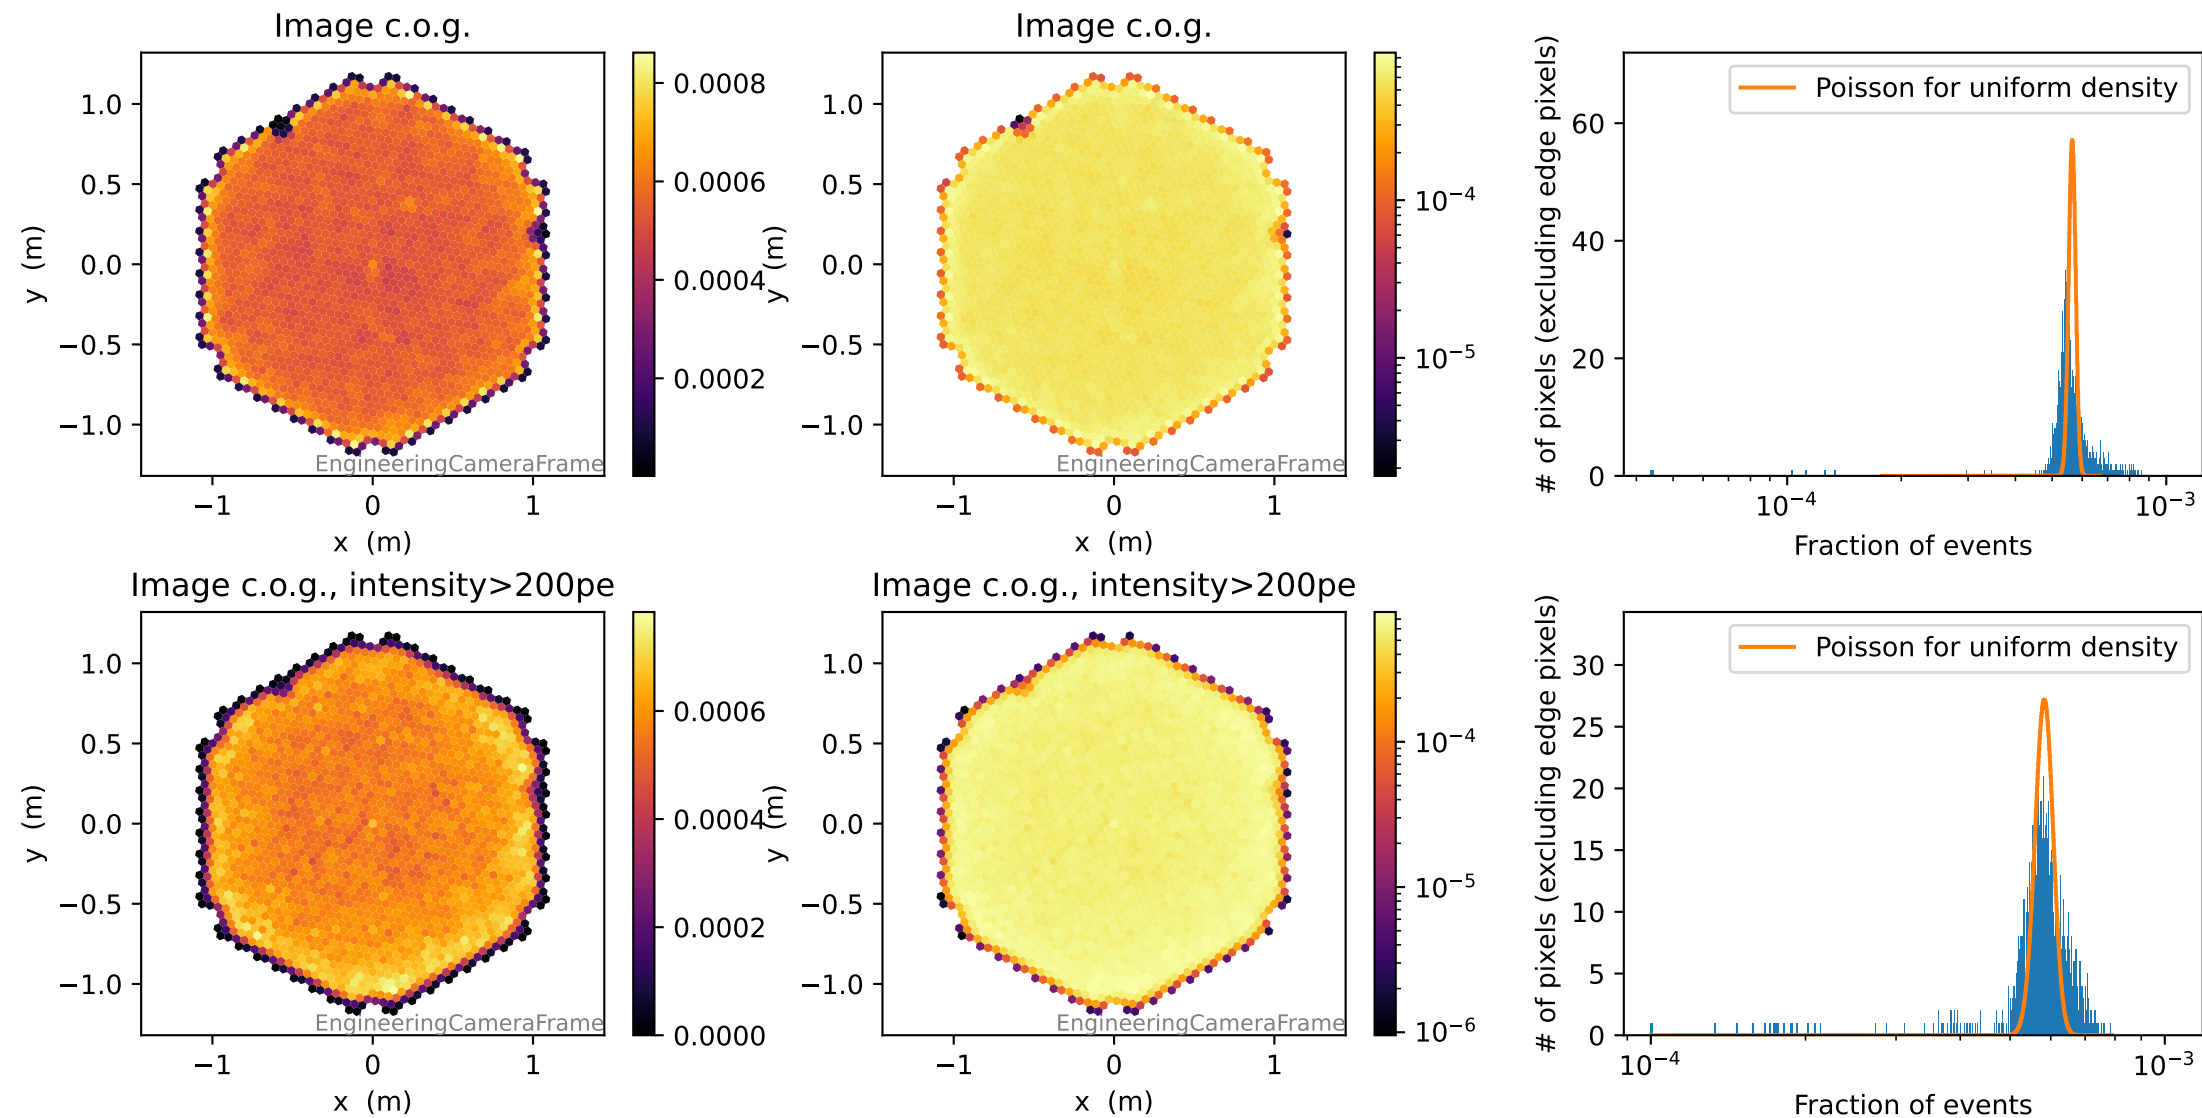 Image c.o.g.
1.0
0.5
0.0
−0.5
−1.0
y (m)
−1
0
1
x (m)
EngineeringCameraFrame
0.0008
0.0006
0.0004
0.0002
Image c.o.g.
1.0
0.5
0.0
−0.5
−1.0
y (m)
−1
0
1
x (m)
EngineeringCameraFrame
10⁻⁴
10⁻⁵
Poisson for uniform density
60
40
20
0
# of pixels (excluding edge pixels)
10⁻⁴
10⁻³
Fraction of events
Image c.o.g., intensity>200pe
1.0
0.5
0.0
−0.5
−1.0
y (m)
−1
0
1
x (m)
EngineeringCameraFrame
0.0006
0.0004
0.0002
0.0000
Image c.o.g., intensity>200pe
1.0
0.5
0.0
−0.5
−1.0
y (m)
−1
0
1
x (m)
EngineeringCameraFrame
10⁻⁴
10⁻⁵
10⁻⁶
Poisson for uniform density
30
25
20
15
10
5
0
# of pixels (excluding edge pixels)
10⁻⁴
10⁻³
Fraction of events